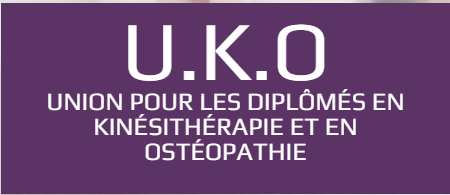 U.K.O
UNION POUR LES DIPLÔMÉS EN
KINÉSITHÉRAPIE ET EN
OSTÉOPATHIE